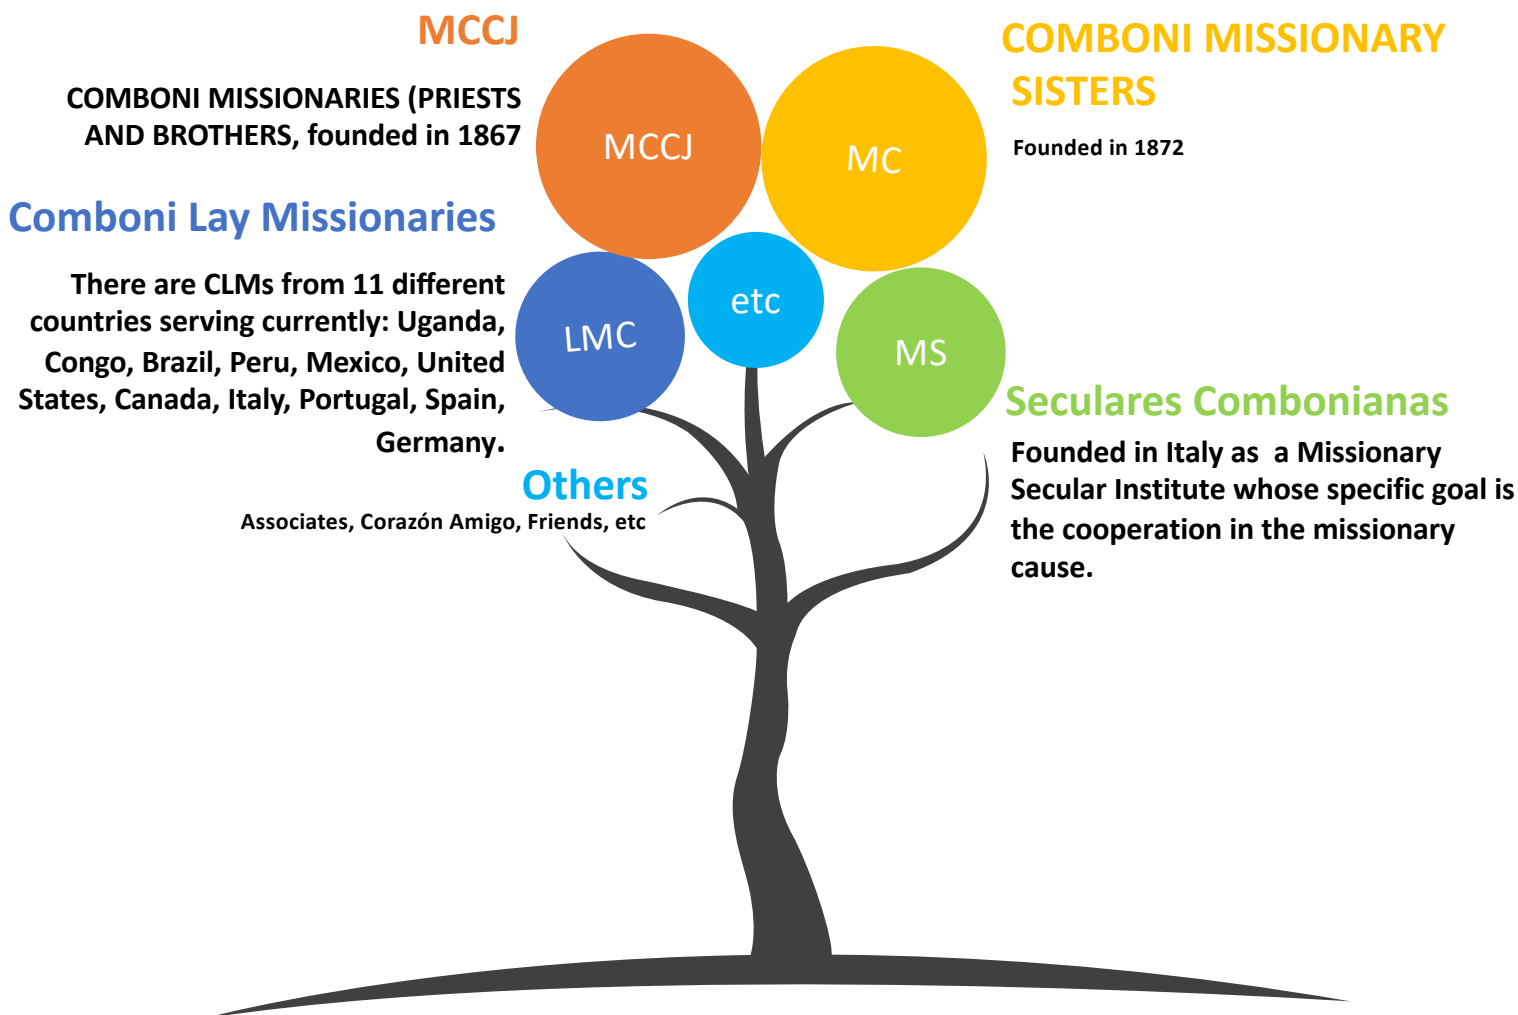 MCCJ
COMBONI MISSIONARIES (PRIESTS
AND BROTHERS, founded in 1867
MCCJ
MC
COMBONI MISSIONARY
SISTERS
Founded in 1872
Comboni Lay Missionaries
There are CLMs from 11 different
countries serving currently: Uganda,
Congo, Brazil, Peru, Mexico, United
States, Canada, Italy, Portugal, Spain,
Germany.
LMC
etc
MS
Seculares Combonianas
Founded in Italy as a Missionary
Secular Institute whose specific goal is
the cooperation in the missionary
cause.
Others
Associates, Corazón Amigo, Friends, etc